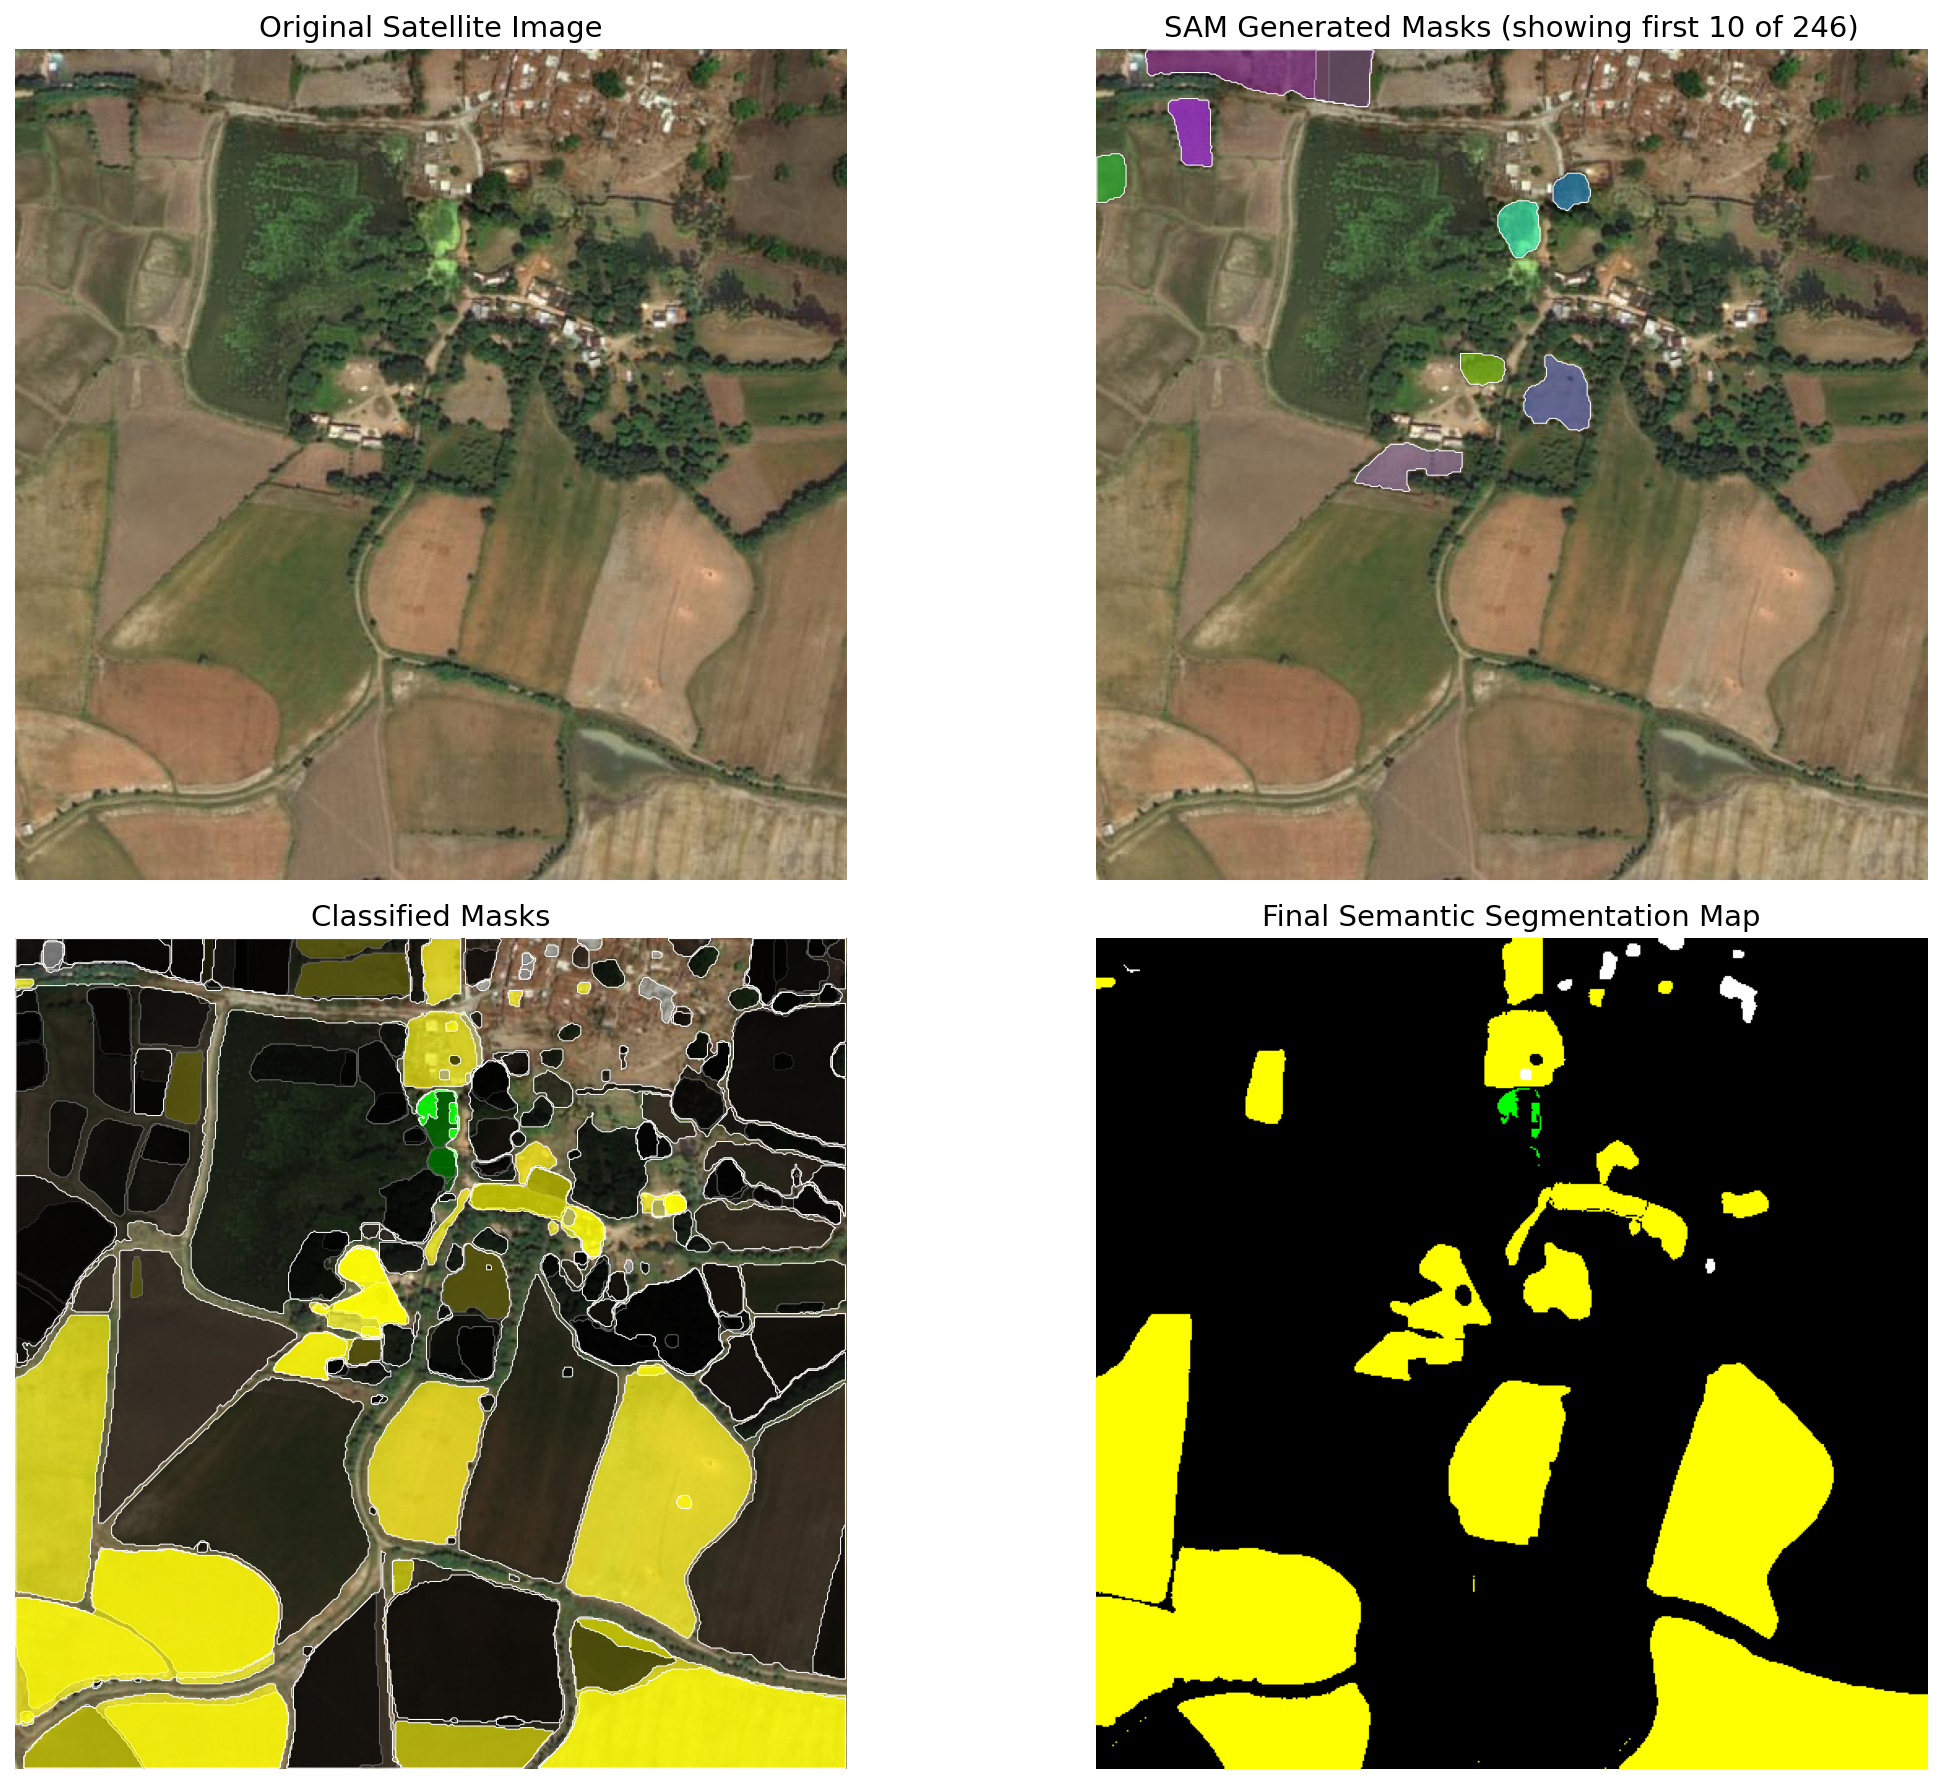 Original Satellite Image
SAM Generated Masks (showing first 10 of 246)
Classified Masks
Final Semantic Segmentation Map